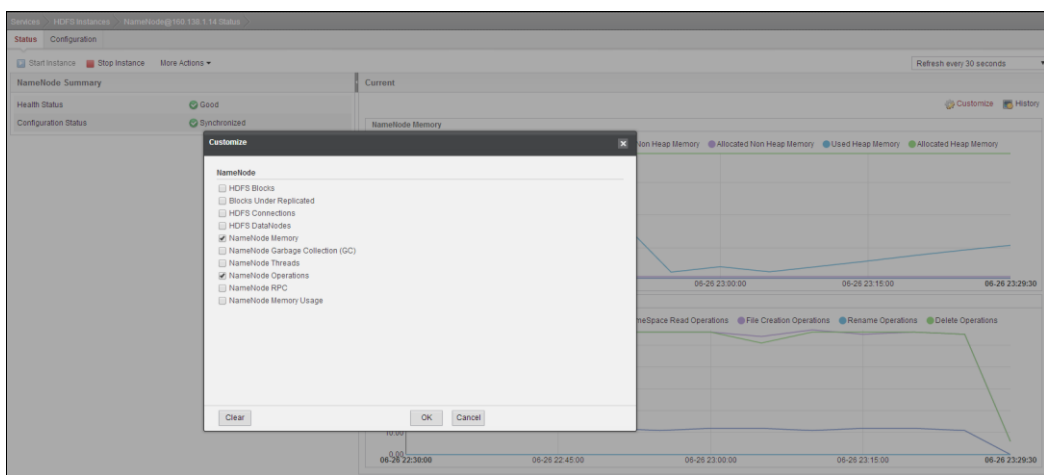 Services HDFS Instances NameNode@160.138.1.14 Status
Status Configuration
Start Instance Stop Instance More Actions Refresh every 30 seconds
NameNode Summary Current
Health Status Good Customize History
Configuration Status Synchronized NameNode Memory
Customize
Non Heap Memory Allocated Non Heap Memory Used Heap Memory Allocated Heap Memory
NameNode
HDFS Blocks
Blocks Under Replicated
HDFS Connections
HDFS DataNodes
NameNode Memory
NameNode Garbage Collection (GC)
NameNode Threads
NameNode Operations
NameNode RPC
NameNode Memory Usage
06-26 23:00:00 06-26 23:15:00 06-26 23:29:30
meSpace Read Operations File Creation Operations Rename Operations Delete Operations
Clear OK Cancel
10.00
0.00
06-26 22:30:00 06-26 22:45:00 06-26 23:00:00 06-26 23:15:00 06-26 23:29:30